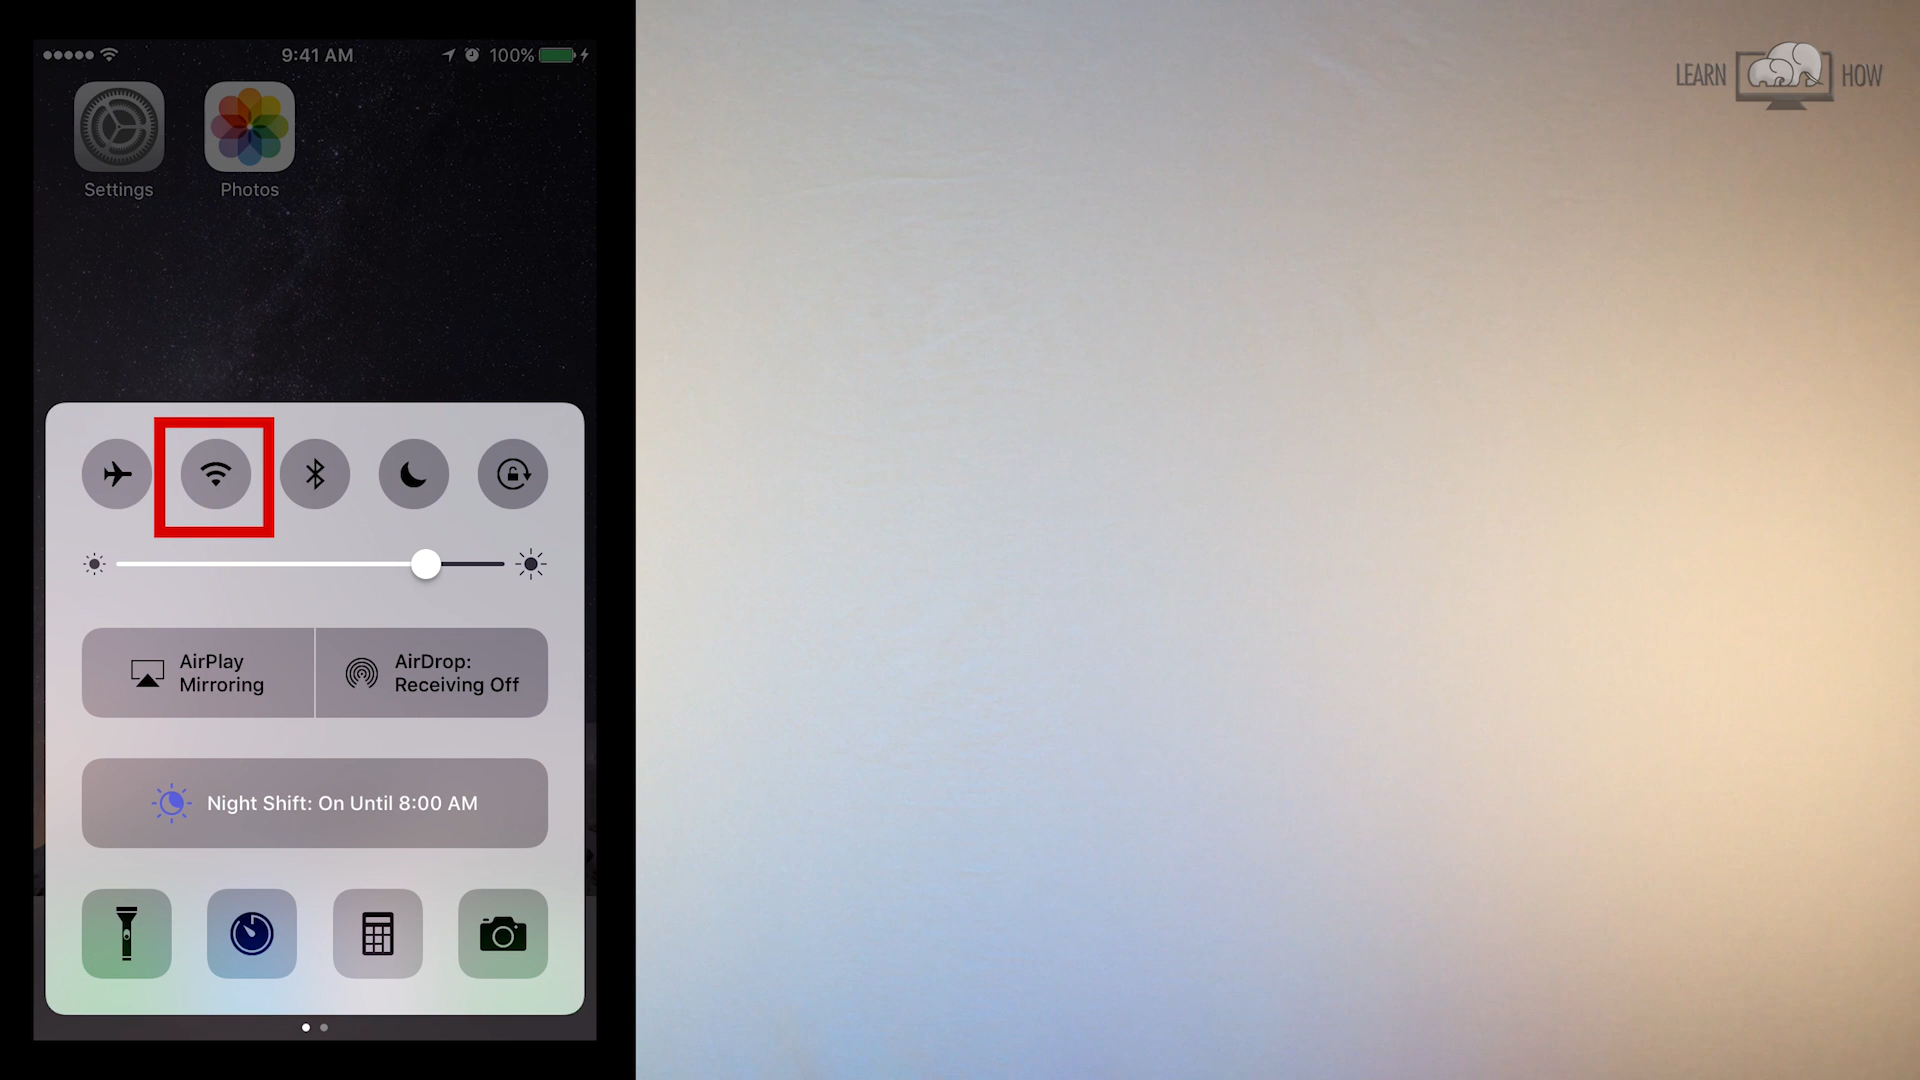 9:41 AM
100%
LEARN HOW
Settings
Photos
AirPlay
Mirroring
AirDrop:
Receiving Off
Night Shift: On Until 8:00 AM